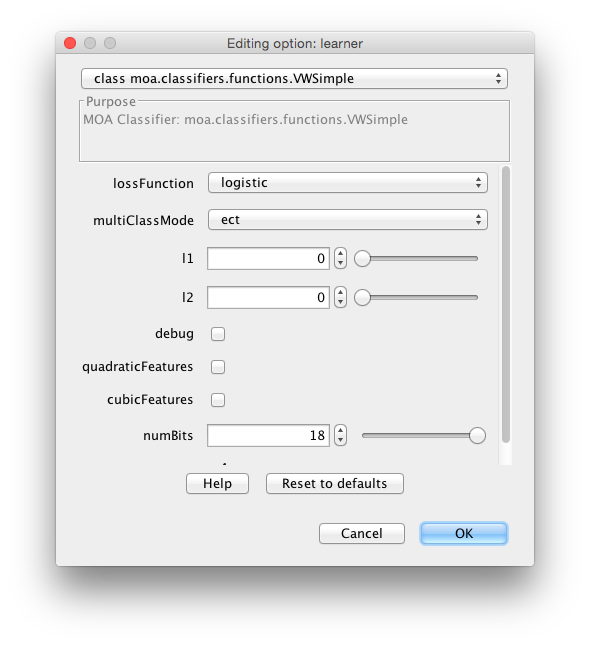 Editing option: learner
class moa.classifiers.functions.VWSimple
Purpose
MOA Classifier: moa.classifiers.functions.VWSimple
lossFunction logistic
multiClassMode ect
l1 0
l2 0
debug
quadraticFeatures
cubicFeatures
numBits 18
Help Reset to defaults
Cancel OK